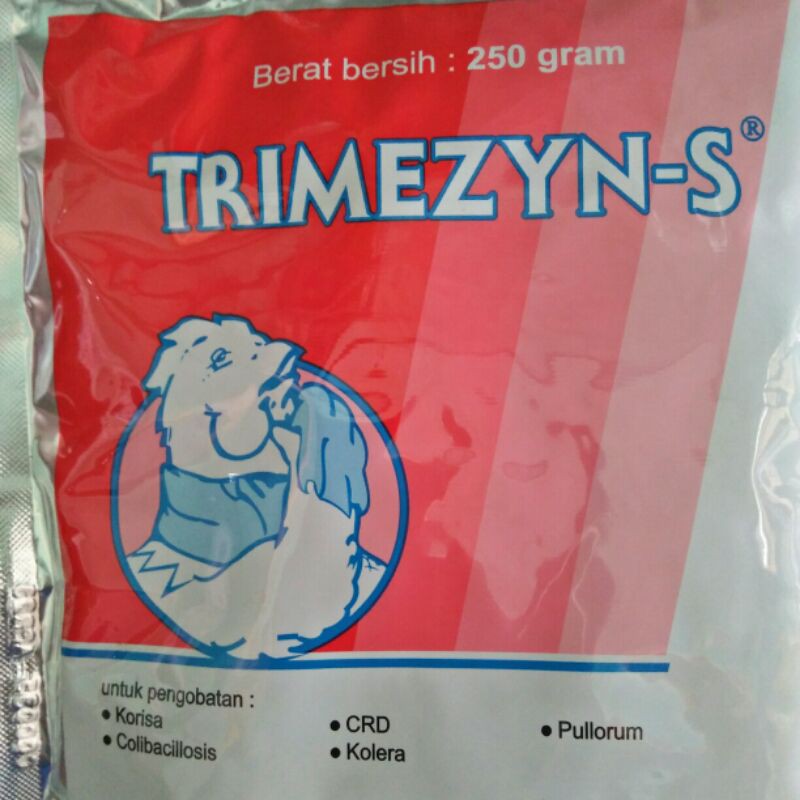 Berat bersih : 250 gram
TRIMEZYN-S®
untuk pengobatan :
• Korisa
• Colibacillosis
• CRD
• Kolera
• Pullorum